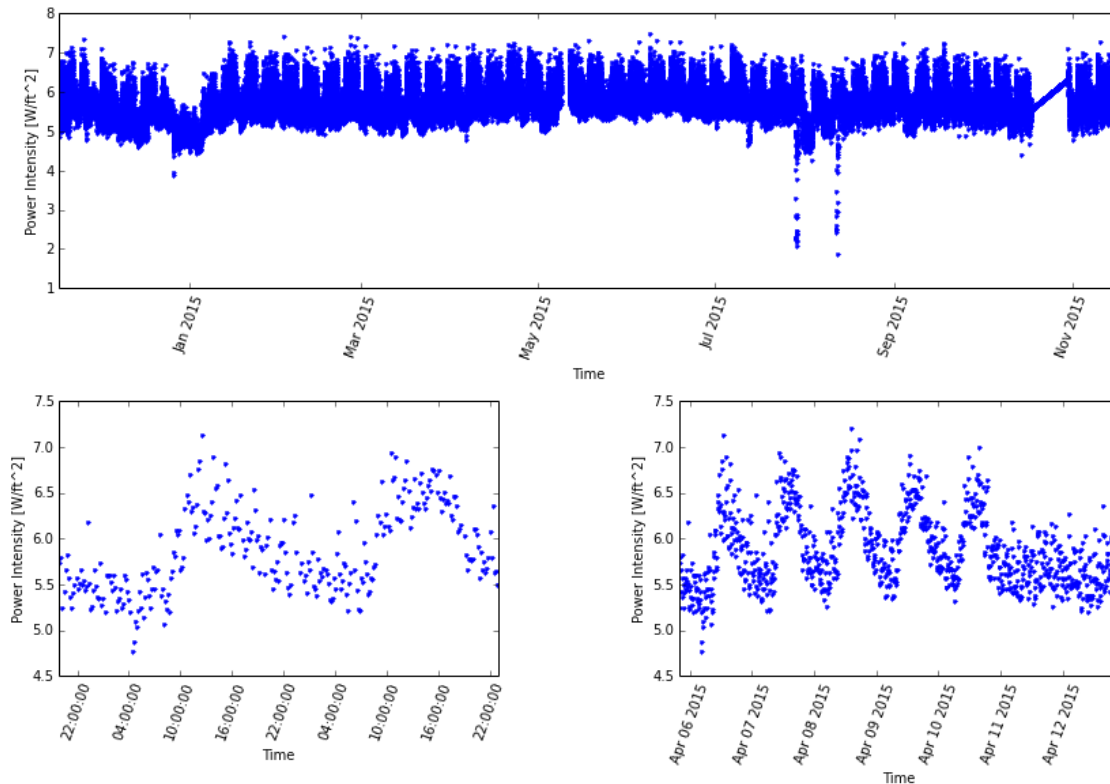 8
7
6
5
4
3
2
1
Power Intensity [W/ft^2]
Jan 2015
Mar 2015
May 2015
Jul 2015
Sep 2015
Nov 2015
Time
7.5
7.0
6.5
6.0
5.5
5.0
4.5
Power Intensity [W/ft^2]
22:00:00
04:00:00
10:00:00
16:00:00
22:00:00
04:00:00
10:00:00
16:00:00
22:00:00
Time
7.5
7.0
6.5
6.0
5.5
5.0
4.5
Power Intensity [W/ft^2]
Apr 06 2015
Apr 07 2015
Apr 08 2015
Apr 09 2015
Apr 10 2015
Apr 11 2015
Apr 12 2015
Time